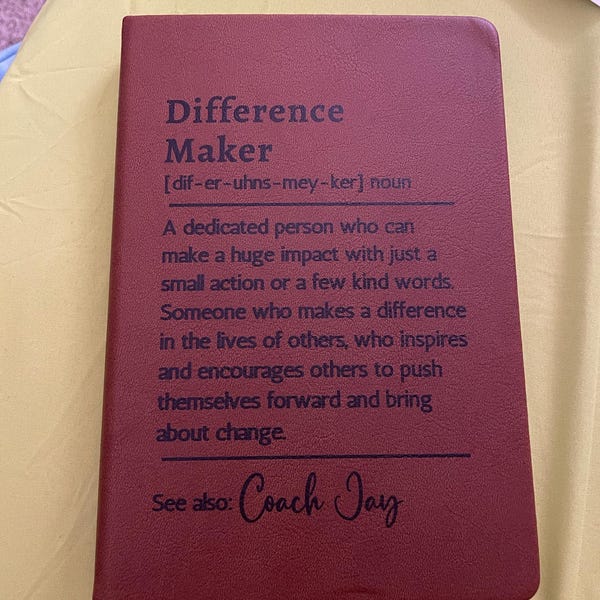 Difference
Maker
[dif-er-uhns-mey-ker] noun
A dedicated person who can
make a huge impact with just a
small action or a few kind words.
Someone who makes a difference
in the lives of others, who inspires
and encourages others to push
themselves forward and bring
about change.
See also: Coach Jay